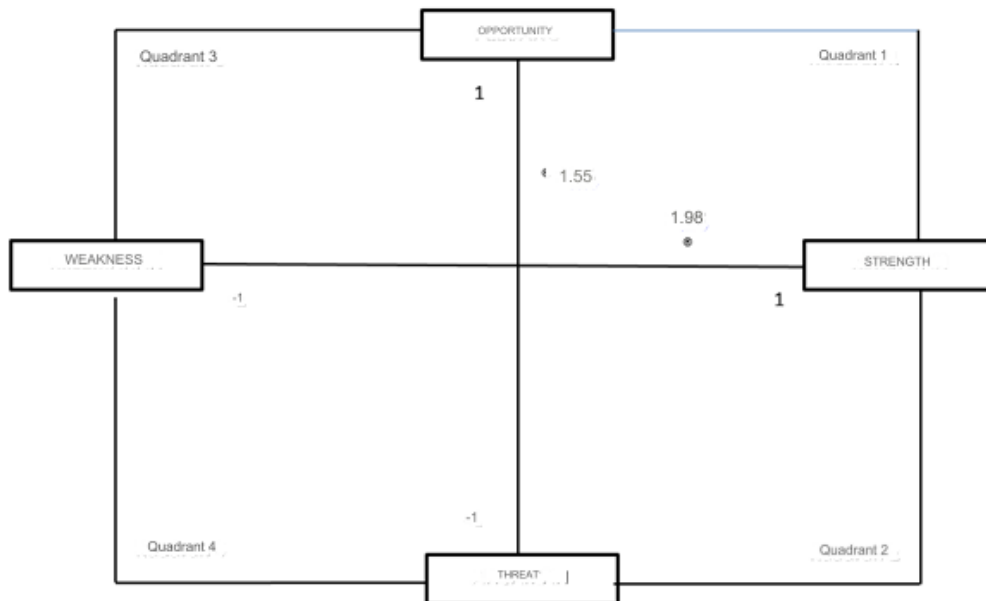 OPPORTUNITY
Quadrant 3
Quadrant 1
1
1.55
1.98
WEAKNESS
STRENGTH
-1
1
-1
Quadrant 4
Quadrant 2
THREAT